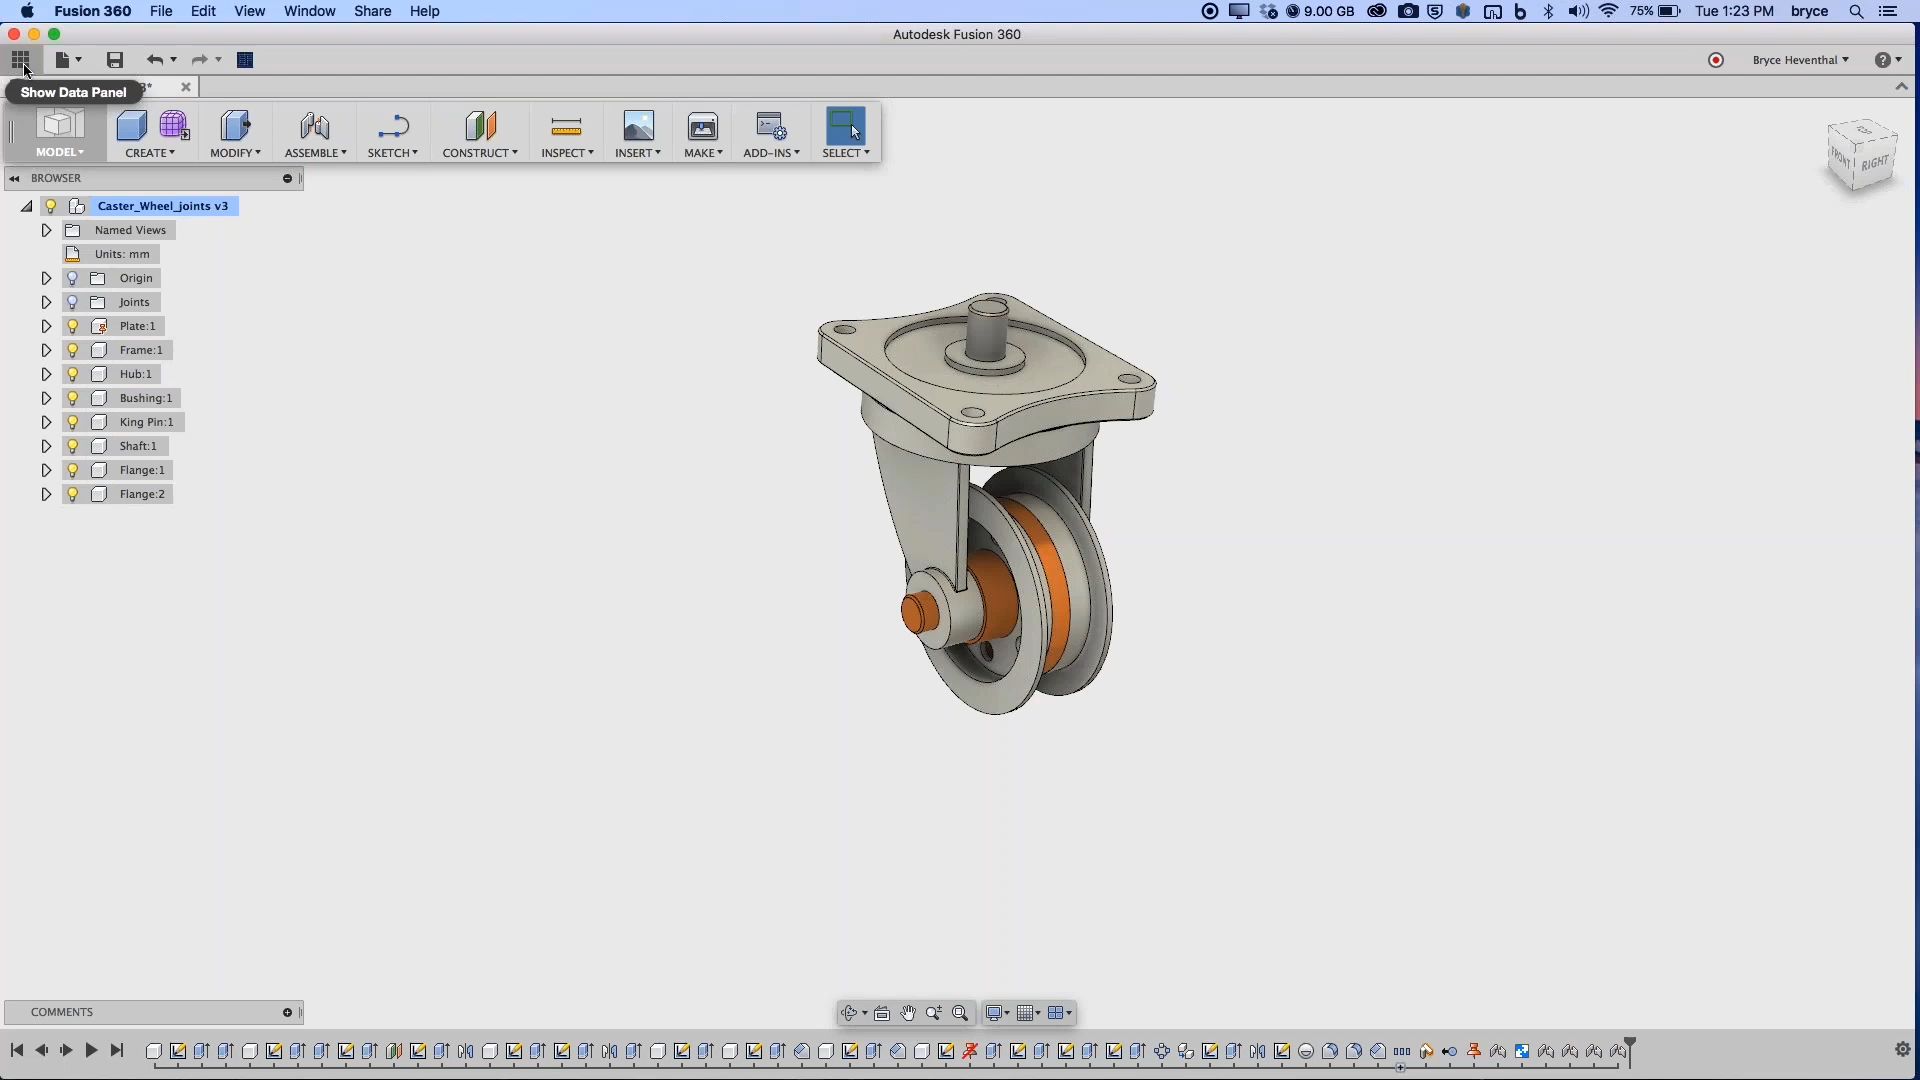 Fusion 360 File Edit View Window Share Help 9.00 GB 75% Tue 1:23 PM bryce
Autodesk Fusion 360
Bryce Heventhal
Show Data Panel
MODEL CREATE MODIFY ASSEMBLE SKETCH CONSTRUCT INSPECT INSERT MAKE ADD-INS SELECT
FRONT RIGHT
BROWSER
Caster_Wheel_joints v3
Named Views
Units: mm
Origin
Joints
Plate:1
Frame:1
Hub:1
Bushing:1
King Pin:1
Shaft:1
Flange:1
Flange:2
COMMENTS